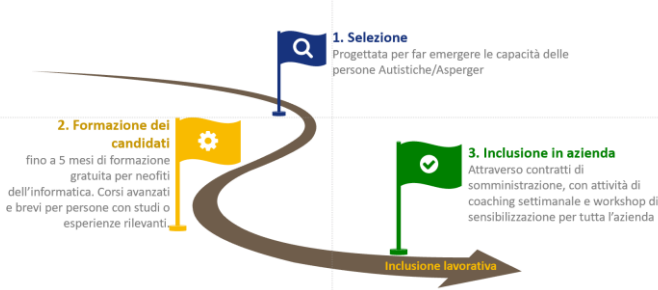 1. Selezione
Progettata per far emergere le capacità delle
persone Autistiche/Asperger
2. Formazione dei
candidati
fino a 5 mesi di formazione
gratuita per neofiti
dell'informatica. Corsi avanzati
e brevi per persone con studi o
esperienze rilevanti.
3. Inclusione in azienda
Attraverso contratti di
somministrazione, con attività di
coaching settimanale e workshop di
sensibilizzazione per tutta l'azienda
Inclusione lavorativa